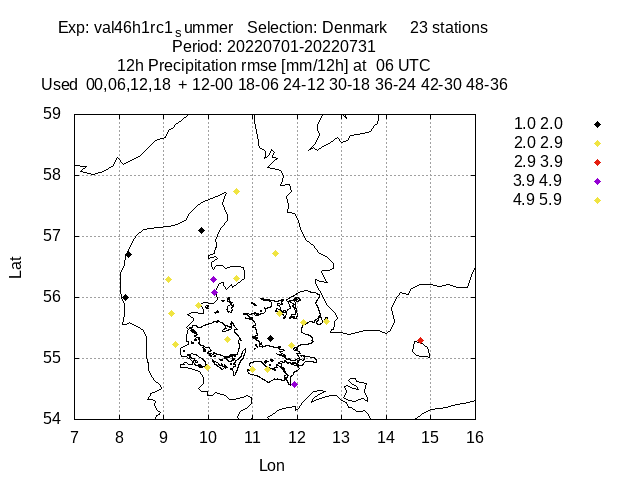 Exp: val46h1rc1summer Selection: Denmark 23 stations
Period: 20220701-20220731
12h Precipitation rmse [mm/12h] at 06 UTC
Used 00,06,12,18 + 12-00 18-06 24-12 30-18 36-24 42-30 48-36
1.0 2.0
2.0 2.9
2.9 3.9
3.9 4.9
4.9 5.9
59
58
57
56
55
54
Lat
7 8 9 10 11 12 13 14 15 16
Lon